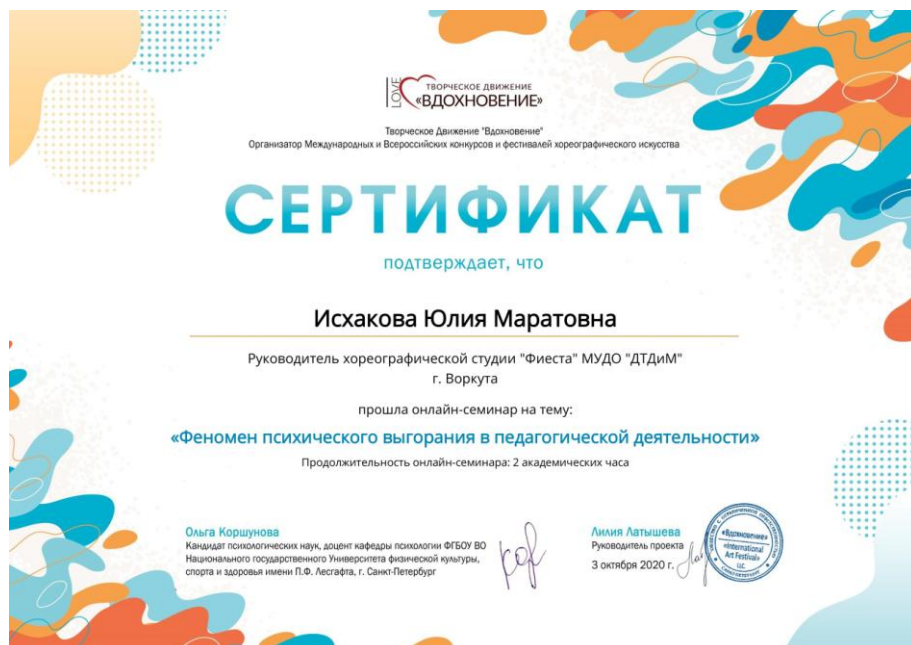 LOVE
ТВОРЧЕСКОЕ ДВИЖЕНИЕ
«ВДОХНОВЕНИЕ»
Творческое Движение "Вдохновение"
Организатор Международных и Всероссийских конкурсов и фестивалей хореографического искусства
СЕРТИФИКАТ
подтверждает, что
Исхакова Юлия Маратовна
Руководитель хореографической студии "Фиеста" МУДО "ДТДиМ"
г. Воркута
прошла онлайн-семинар на тему:
«Феномен психического выгорания в педагогической деятельности»
Продолжительность онлайн-семинара: 2 академических часа
Ольга Коршунова
Кандидат психологических наук, доцент кафедры психологии ФГБОУ ВО
Национального государственного Университета физической культуры,
спорта и здоровья имени П.Ф. Лесгафта, г. Санкт-Петербург
Лилия Латышева
Руководитель проекта
3 октября 2020 г.
«Вдохновение»
«International
Art Festival»
LLC